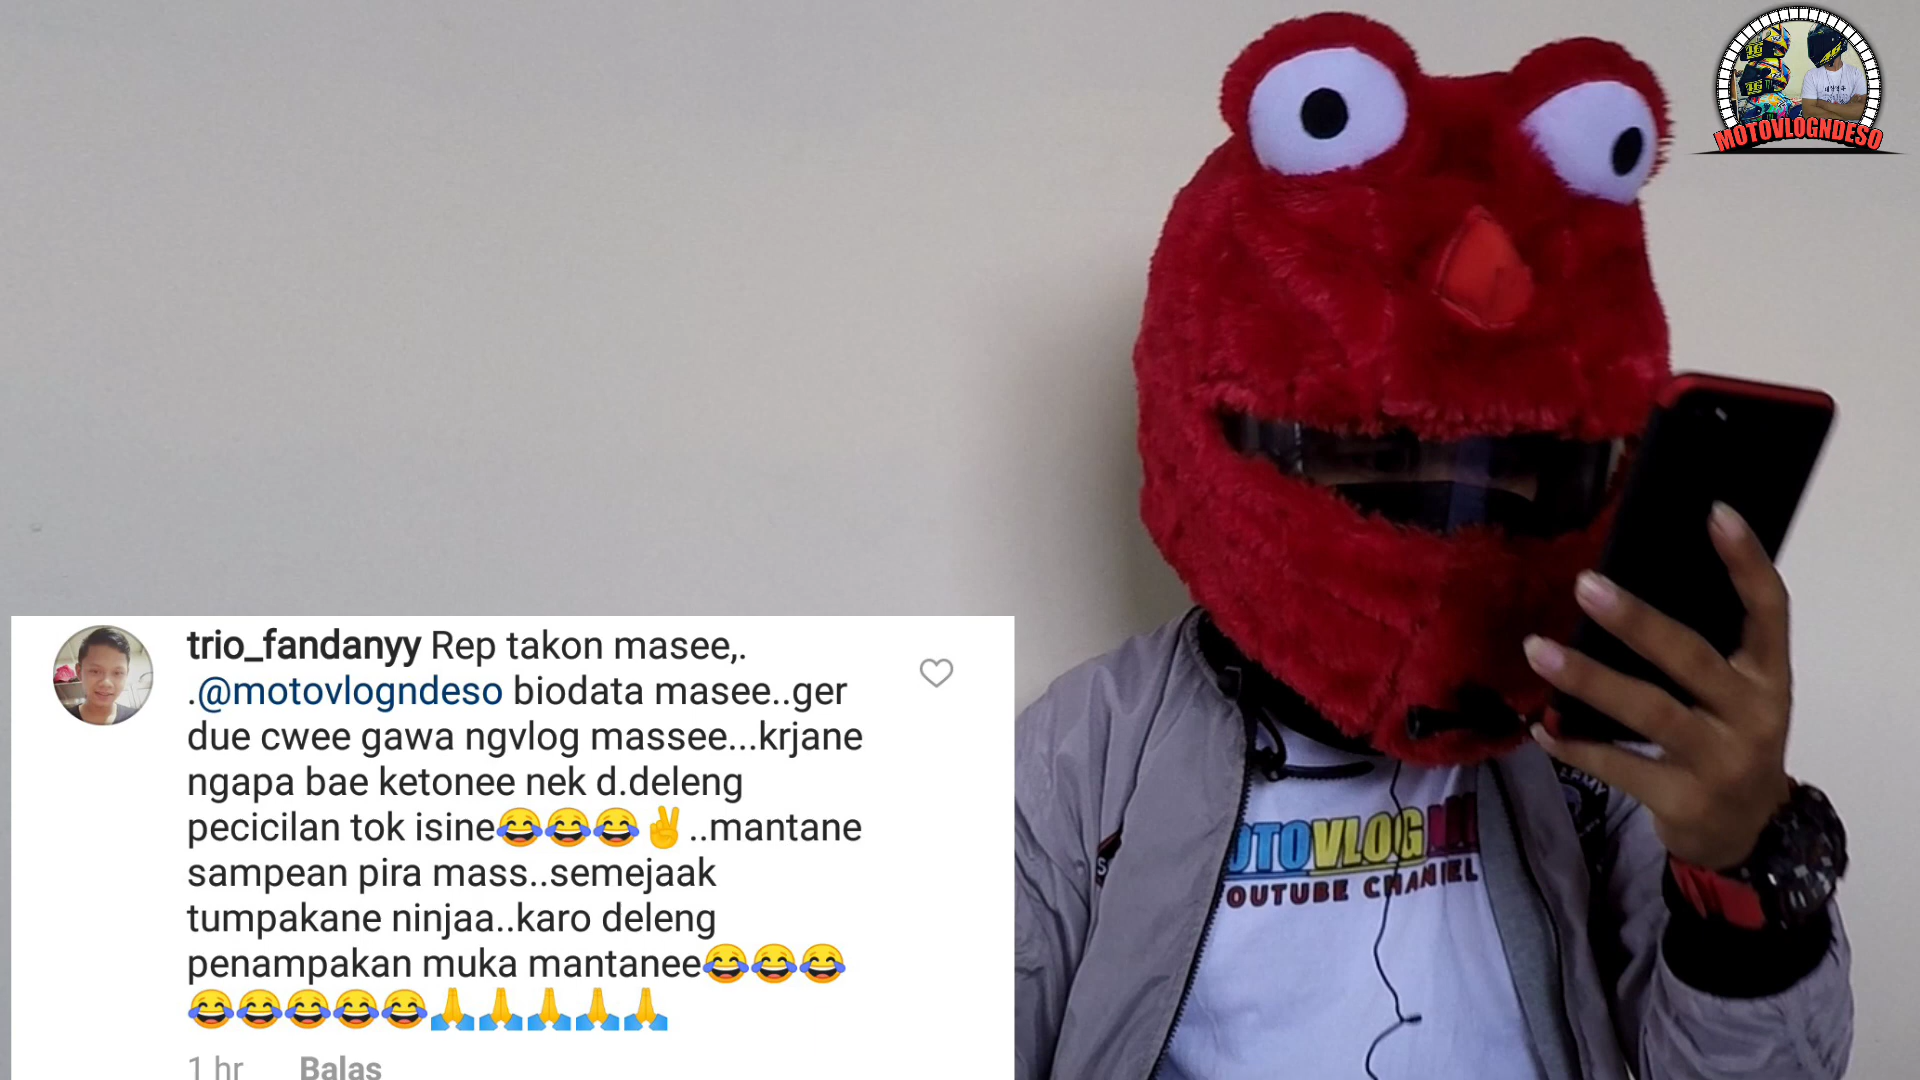 MOTOVLOGNDESO
trio_fandanyy Rep takon masee,.
.@motovlogndeso biodata masee..ger
due cwee gawa ngvlog massee...krjane
ngapa bae ketonee nek d.deleng
pecicilan tok isine😂😂😂✌..mantane
sampean pira mass..semejaak
tumpakane ninjaa..karo deleng
penampakan muka mantanee😂😂😂
😂😂😂😂😂🙏🙏🙏🙏🙏
1 hr Balas
OTOVLOG
OUTUBE CHANNEL